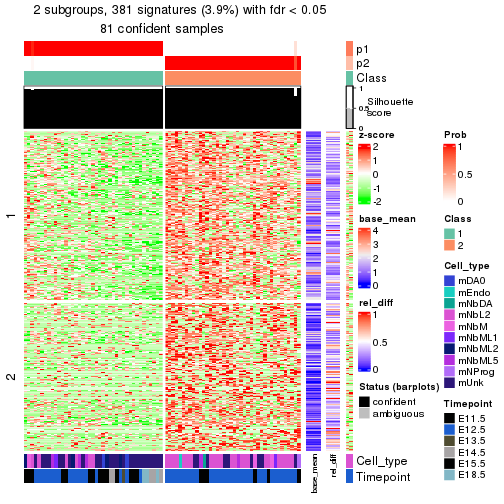 2 subgroups, 381 signatures (3.9%) with fdr < 0.05
81 confident samples
p1
p2
Class
1
0.5
0
Silhouette
score
1
2
z-score
2
1
0
-1
-2
base_mean
4
3
2
1
0
rel_diff
1
0.5
0
Status (barplots)
confident
ambiguous
Prob
1
0.5
0
Class
1
2
Cell_type
mDA0
mEndo
mNbDA
mNbL2
mNbM
mNbML1
mNbML2
mNbML5
mNProg
mUnk
Timepoint
E11.5
E12.5
E13.5
E14.5
E15.5
E18.5
Cell_type
Timepoint
base_mean
rel_diff